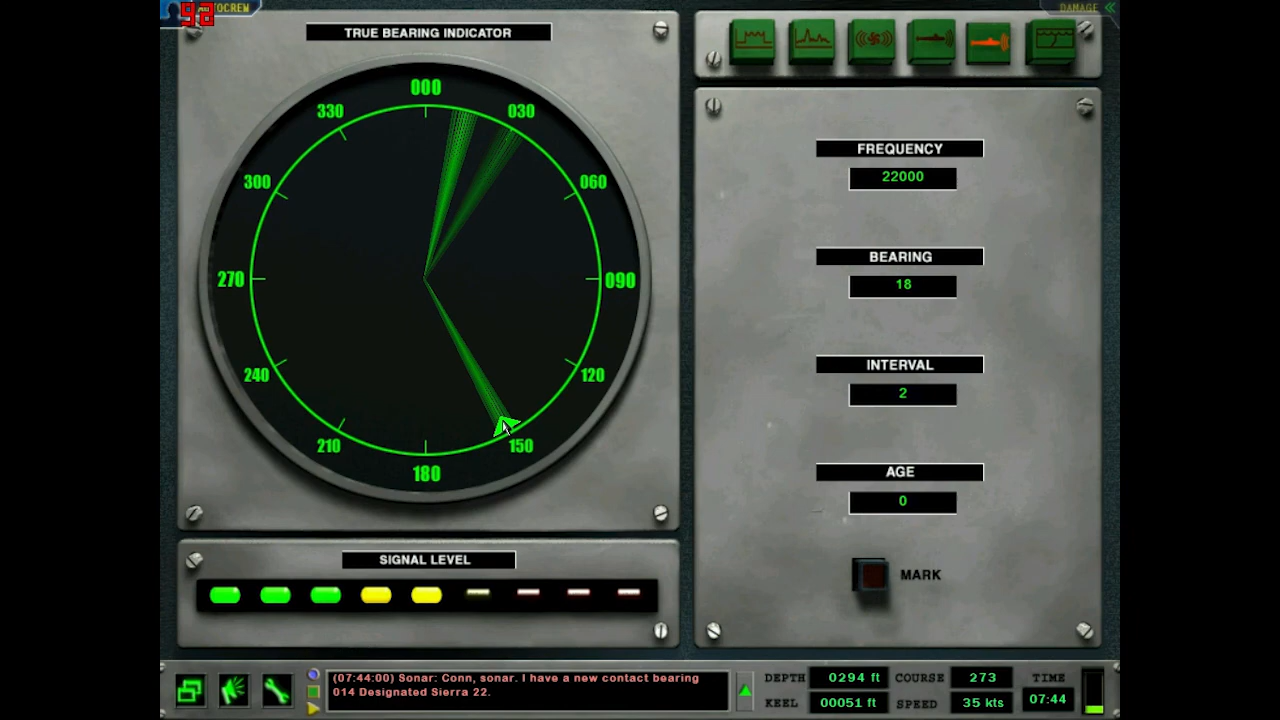 98
TOCREW
DAMAGE
TRUE BEARING INDICATOR
000
030
060
090
120
150
180
210
240
270
300
330
FREQUENCY
22000
BEARING
18
INTERVAL
2
AGE
0
MARK
SIGNAL LEVEL
(07:44:00) Sonar: Conn, sonar. I have a new contact bearing
014 Designated Sierra 22.
DEPTH 0294 ft COURSE 273 TIME
KEEL 00051 ft SPEED 35 kts 07:44